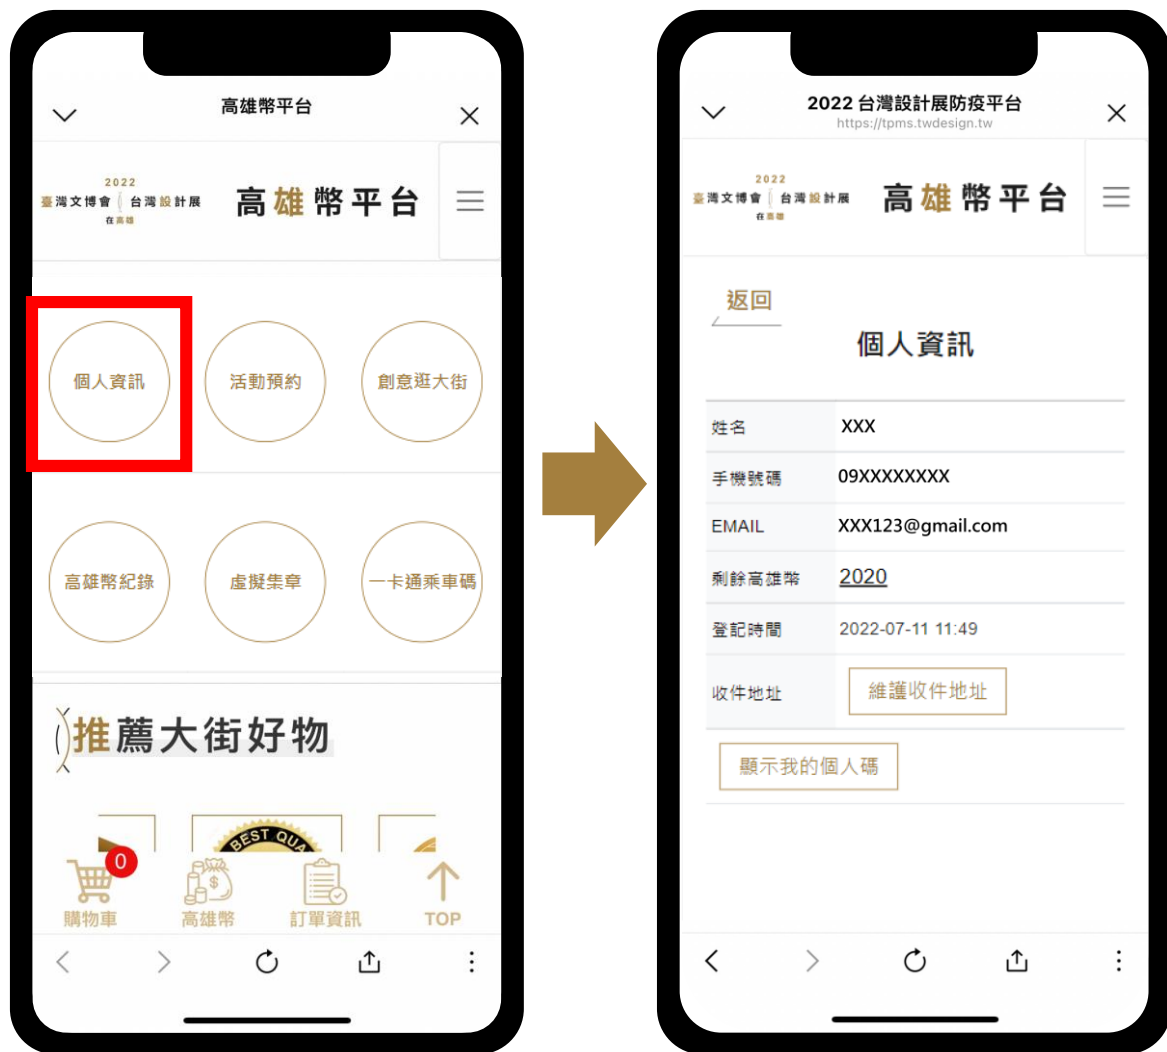 高雄幣平台
2022
臺灣文博會 台灣設計展
在高雄
高雄幣平台
個人資訊
活動預約
創意逛大街
高雄幣紀錄
虛擬集章
一卡通乘車碼
推薦大街好物
BEST QUA
0
購物車
高雄幣
訂單資訊
TOP
2022 台灣設計展防疫平台
https://tpms.twdesign.tw
2022
臺灣文博會 台灣設計展
在高雄
高雄幣平台
返回
個人資訊
姓名 XXX
手機號碼 09XXXXXXXX
EMAIL XXX123@gmail.com
剩餘高雄幣 2020
登記時間 2022-07-11 11:49
收件地址 維護收件地址
顯示我的個人碼